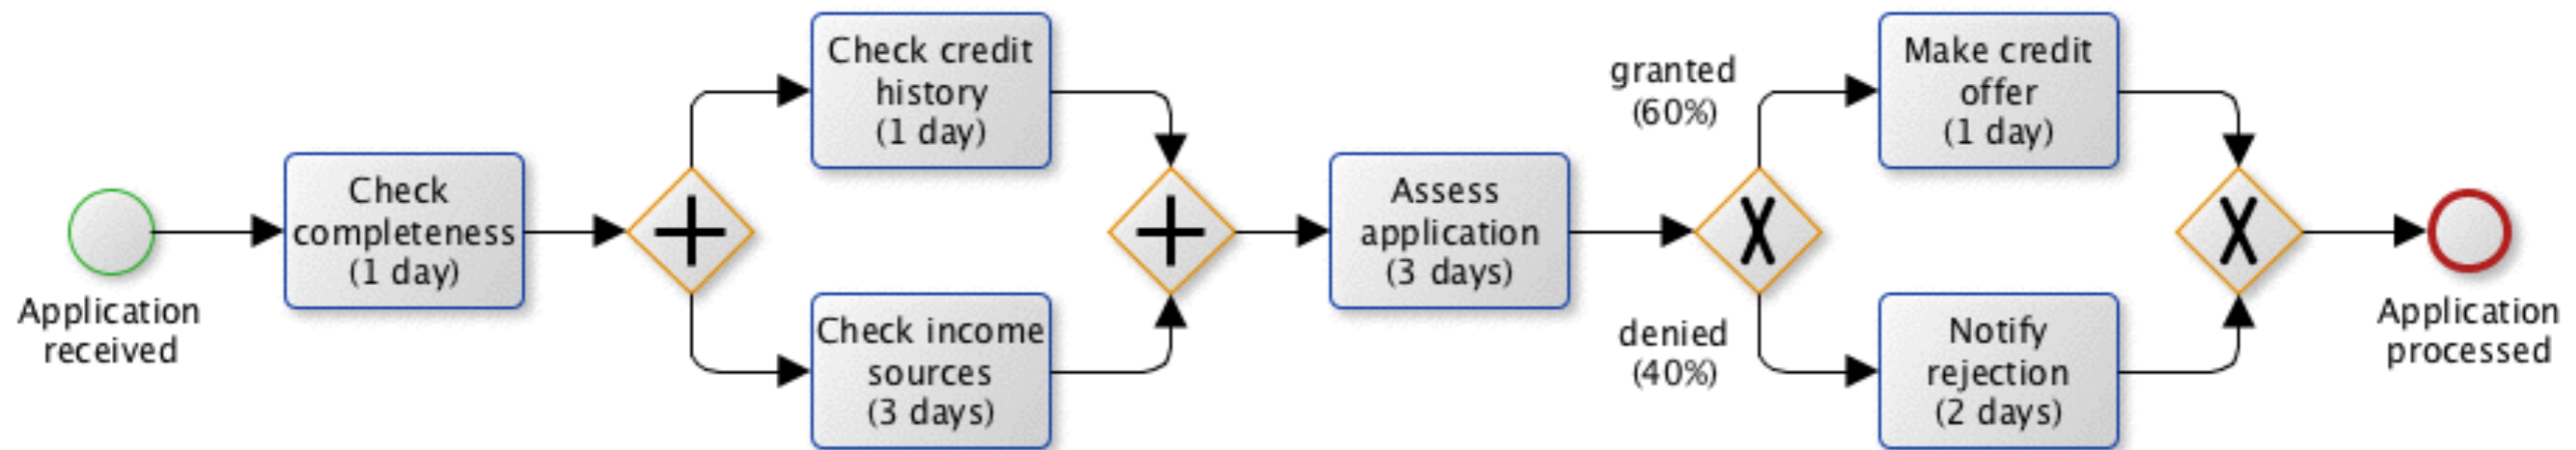 Application
received
Check
completeness
(1 day)
Check credit
history
(1 day)
Check income
sources
(3 days)
Assess
application
(3 days)
granted
(60%)
denied
(40%)
Make credit
offer
(1 day)
Notify
rejection
(2 days)
Application
processed